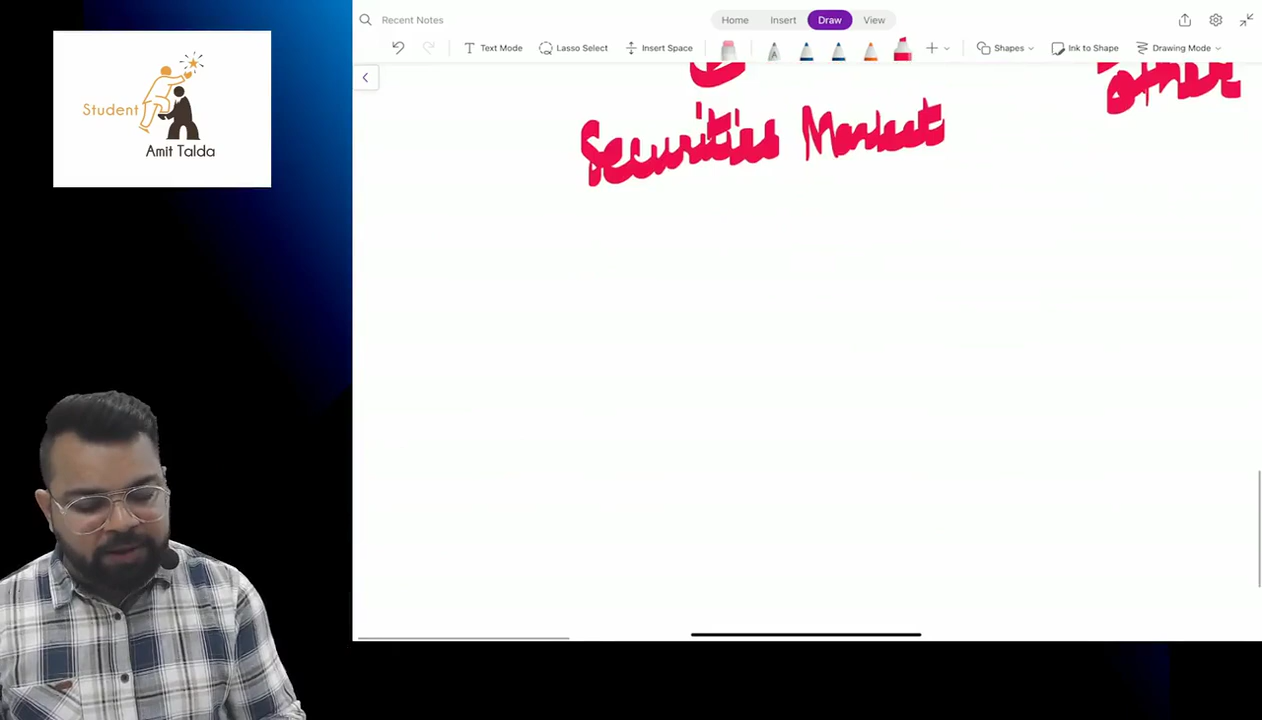 Recent Notes
Home Insert Draw View
Text Mode Lasso Select Insert Space Shapes Ink to Shape Drawing Mode
A
other
Securities Market
Student
Amit Talda